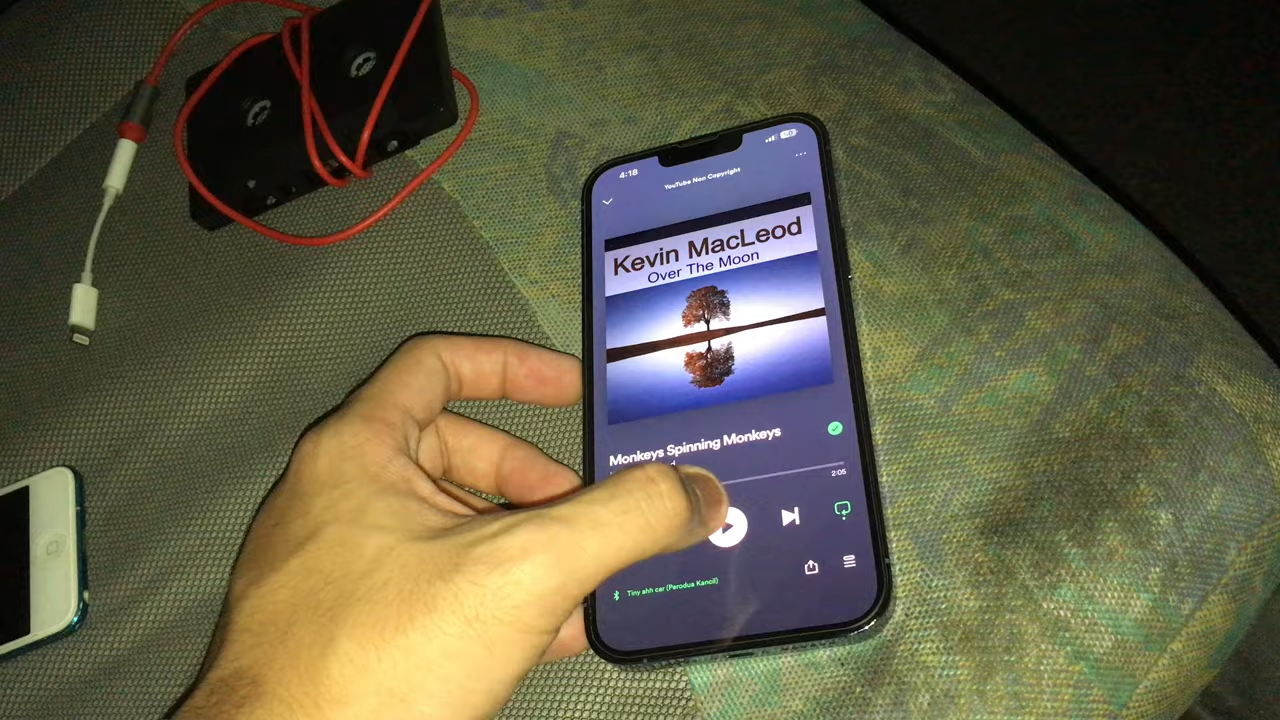 4:18
YouTube Non Copyright
Kevin MacLeod
Over The Moon
Monkeys Spinning Monkeys
2:05
Tiny ahh car (Parodua Kancil)